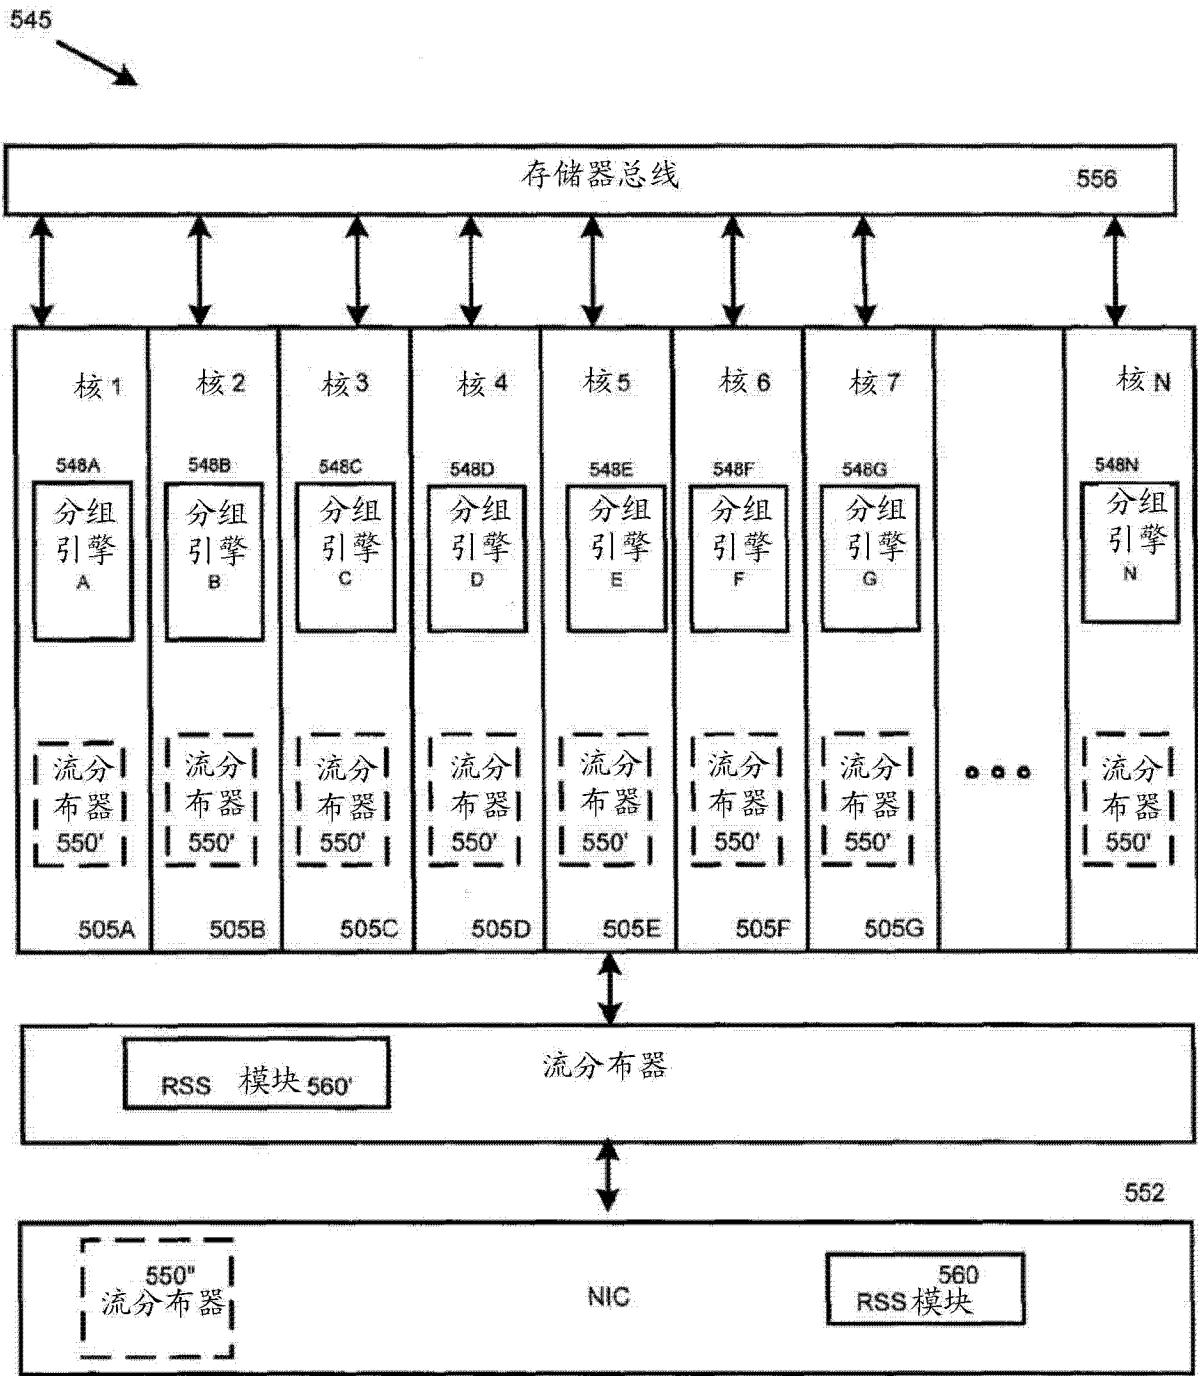 545
存储器总线 556
核1 核2 核3 核4 核5 核6 核7 核N
548A 548B 548C 548D 548E 548F 548G 548N
分组 分组 分组 分组 分组 分组 分组 分组
引擎 引擎 引擎 引擎 引擎 引擎 引擎 引擎
A B C D E F G N
流分 流分 流分 流分 流分 流分 流分 流分
布器 布器 布器 布器 布器 布器 布器 布器
550' 550' 550' 550' 550' 550' 550' 550'
505A 505B 505C 505D 505E 505F 505G
RSS 模块 560' 流分布器
552
550" 560
流分布器 NIC RSS模块